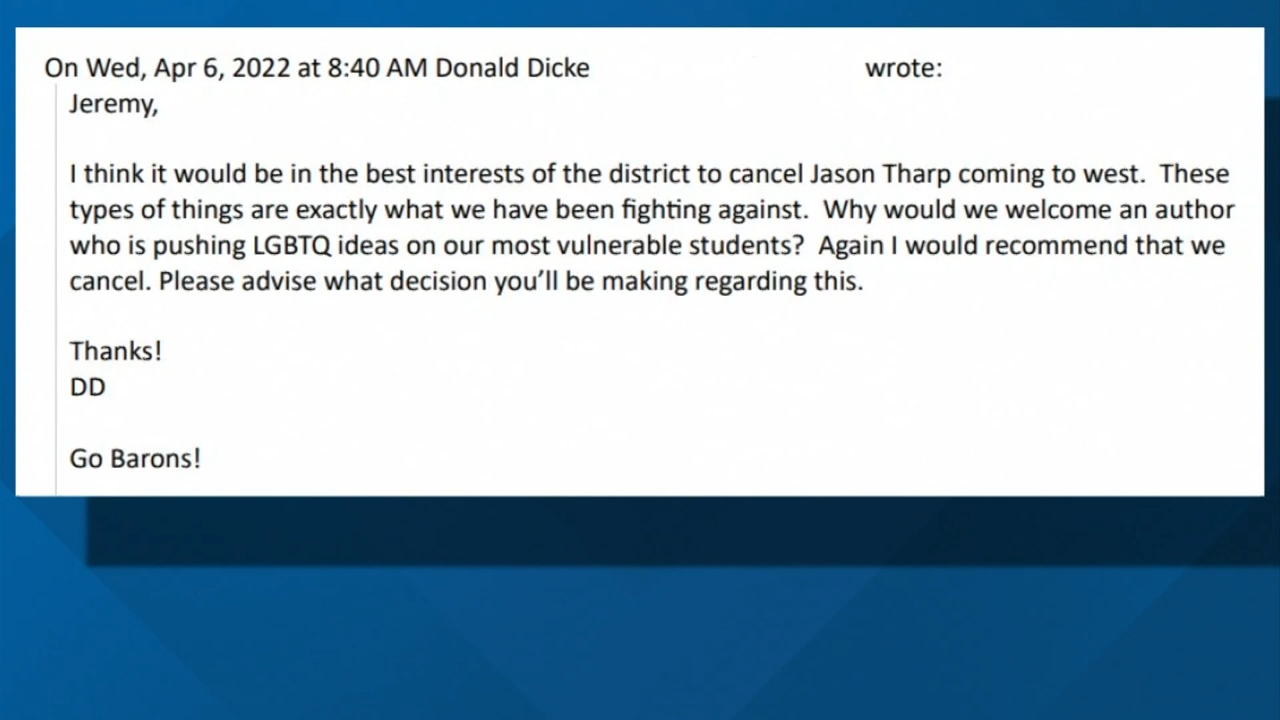 On Wed, Apr 6, 2022 at 8:40 AM Donald Dicke wrote:
Jeremy,
I think it would be in the best interests of the district to cancel Jason Tharp coming to west.  These
types of things are exactly what we have been fighting against.  Why would we welcome an author
who is pushing LGBTQ ideas on our most vulnerable students?  Again I would recommend that we
cancel. Please advise what decision you’ll be making regarding this.
Thanks!
DD
Go Barons!